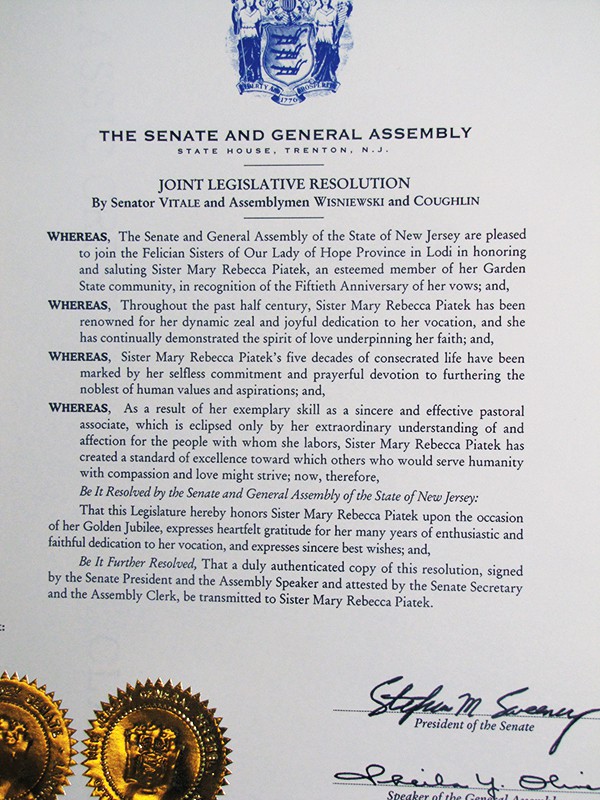 LIBERTY AND PROSPERITY
1776
THE SENATE AND GENERAL ASSEMBLY
STATE HOUSE, TRENTON, N.J.
JOINT LEGISLATIVE RESOLUTION
By Senator VITALE and Assemblymen WISNIEWSKI and COUGHLIN
WHEREAS, The Senate and General Assembly of the State of New Jersey are pleased
to join the Felician Sisters of Our Lady of Hope Province in Lodi in honoring
and saluting Sister Mary Rebecca Piatek, an esteemed member of her Garden
State community, in recognition of the Fiftieth Anniversary of her vows; and,
WHEREAS, Throughout the past half century, Sister Mary Rebecca Piatek has been
renowned for her dynamic zeal and joyful dedication to her vocation, and she
has continually demonstrated the spirit of love underpinning her faith; and,
WHEREAS, Sister Mary Rebecca Piatek's five decades of consecrated life have been
marked by her selfless commitment and prayerful devotion to furthering the
noblest of human values and aspirations; and,
WHEREAS, As a result of her exemplary skill as a sincere and effective pastoral
associate, which is eclipsed only by her extraordinary understanding of and
affection for the people with whom she labors, Sister Mary Rebecca Piatek has
created a standard of excellence toward which others who would serve humanity
with compassion and love might strive; now, therefore,
Be It Resolved by the Senate and General Assembly of the State of New Jersey:
That this Legislature hereby honors Sister Mary Rebecca Piatek upon the occasion
of her Golden Jubilee, expresses heartfelt gratitude for her many years of enthusiastic and
faithful dedication to her vocation, and expresses sincere best wishes; and,
Be It Further Resolved, That a duly authenticated copy of this resolution, signed
by the Senate President and the Assembly Speaker and attested by the Senate Secretary
and the Assembly Clerk, be transmitted to Sister Mary Rebecca Piatek.
t:
Stephen M Sweeney
President of the Senate
Sheila Y. Olive
Speaker of the General Assembl